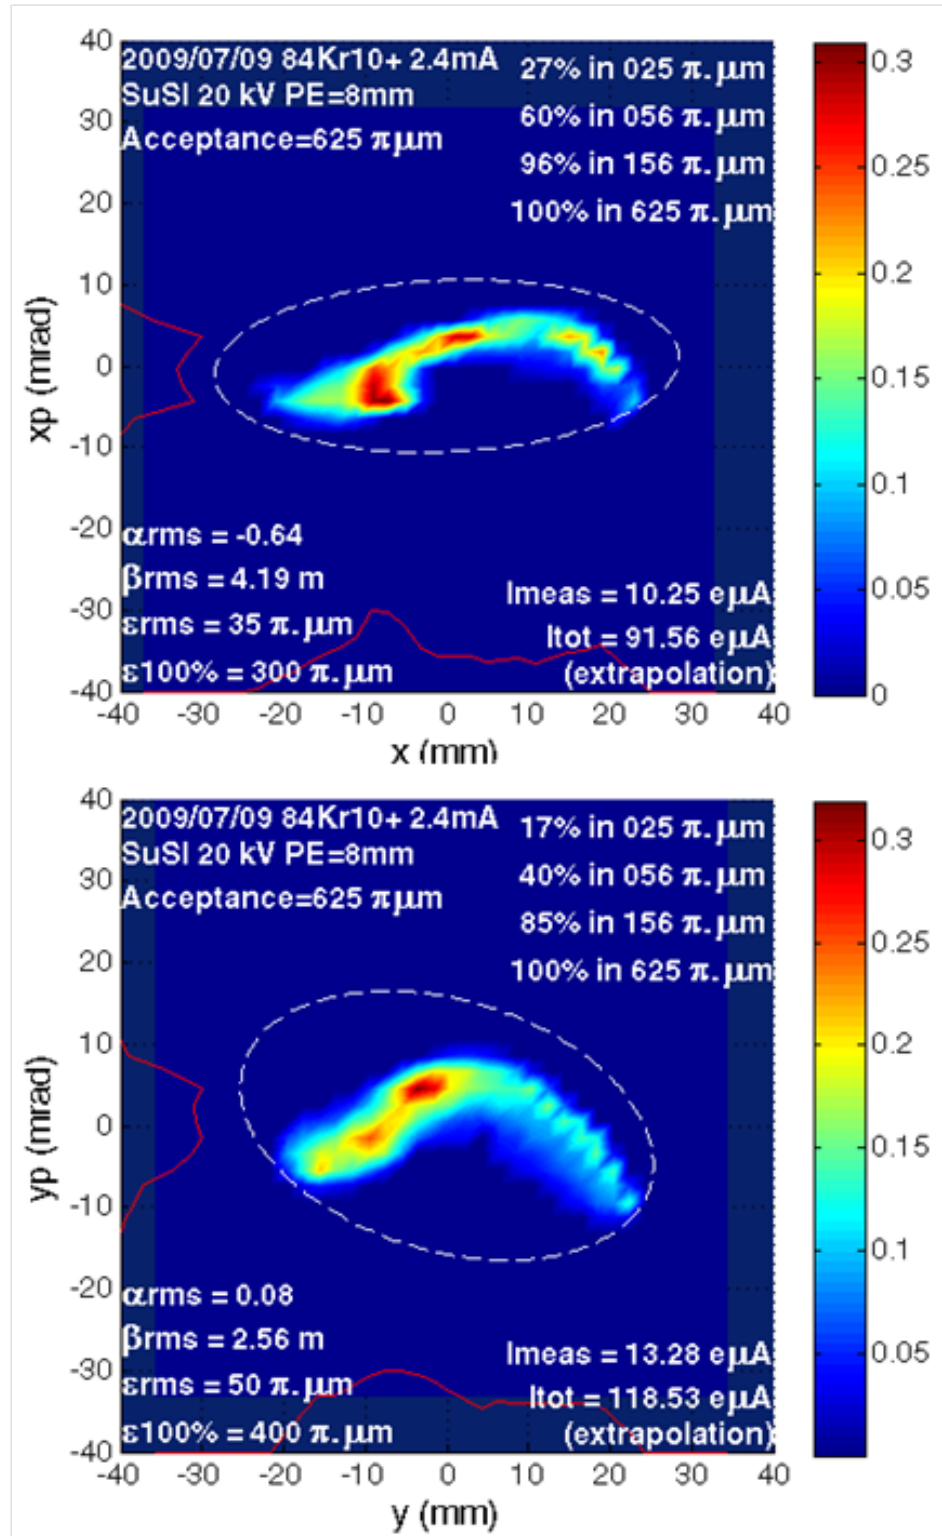 40
2009/07/09 84Kr10+ 2.4mA
27% in 025 π.μm
0.3
SuSI 20 kV PE=8mm
60% in 056 π.μm
30
Acceptance=625 πμm
96% in 156 π.μm
0.25
20
100% in 625 π.μm
10
0.2
xp (mrad)
0
0.15
-10
0.1
-20
αrms = -0.64
βrms = 4.19 m
Imeas = 10.25 eμA
0.05
-30
εrms = 35 π.μm
Itot = 91.56 eμA
ε100% = 300 π.μm
(extrapolation)
-40
0
-40 -30 -20 -10 0 10 20 30 40
x (mm)
40
2009/07/09 84Kr10+ 2.4mA
17% in 025 π.μm
0.3
SuSI 20 kV PE=8mm
40% in 056 π.μm
30
Acceptance=625 πμm
85% in 156 π.μm
0.25
20
100% in 625 π.μm
10
0.2
yp (mrad)
0
0.15
-10
0.1
-20
αrms = 0.08
βrms = 2.56 m
Imeas = 13.28 eμA
0.05
-30
εrms = 50 π.μm
Itot = 118.53 eμA
ε100% = 400 π.μm
(extrapolation)
-40
-40 -30 -20 -10 0 10 20 30 40
y (mm)